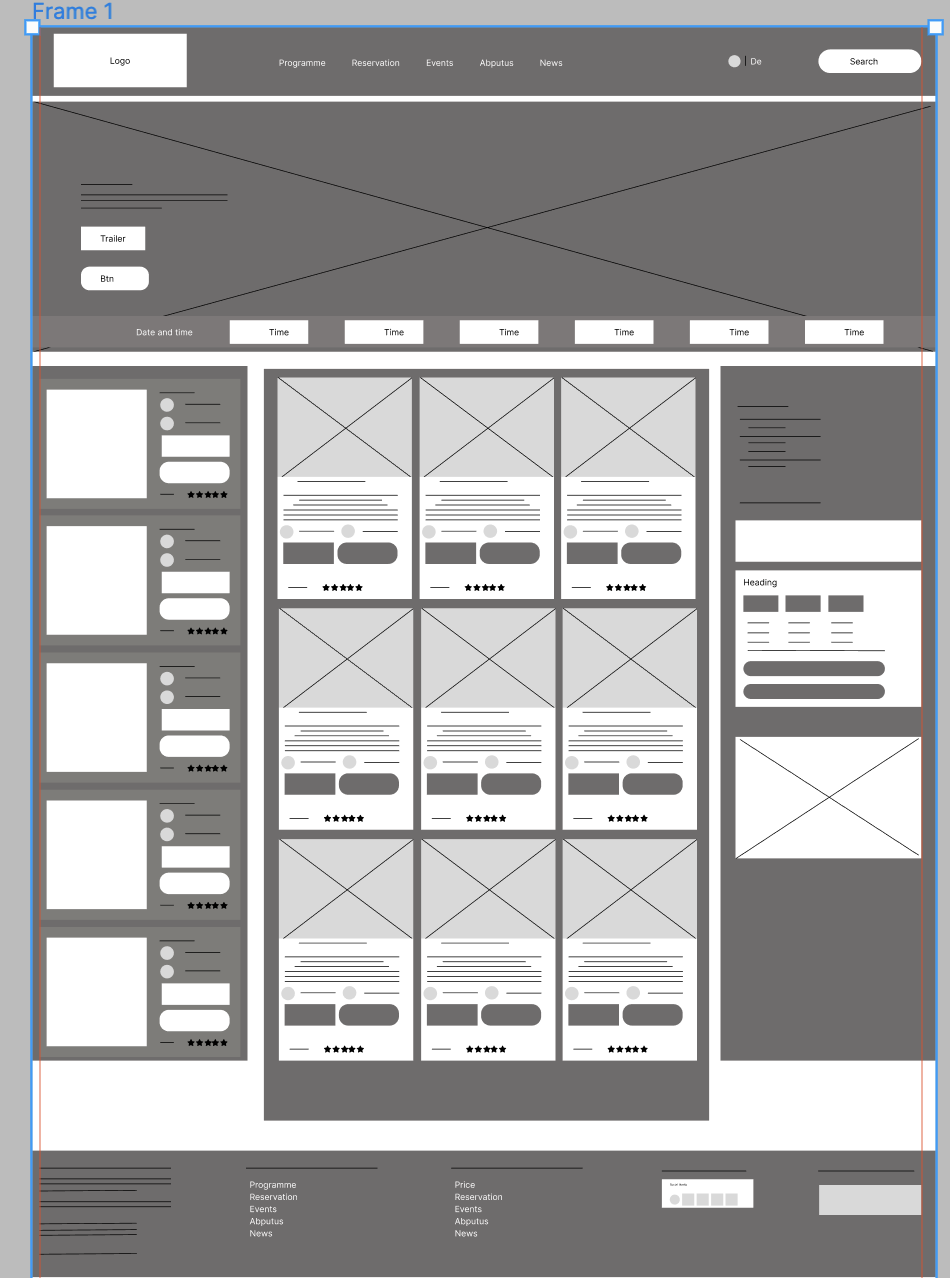 Frame 1
Logo
Programme
Reservation
Events
Abputus
News
De
Search
Trailer
Btn
Date and time
Time
Time
Time
Time
Time
Time
Heading
Programme
Reservation
Events
Abputus
News
Price
Reservation
Events
Abputus
News